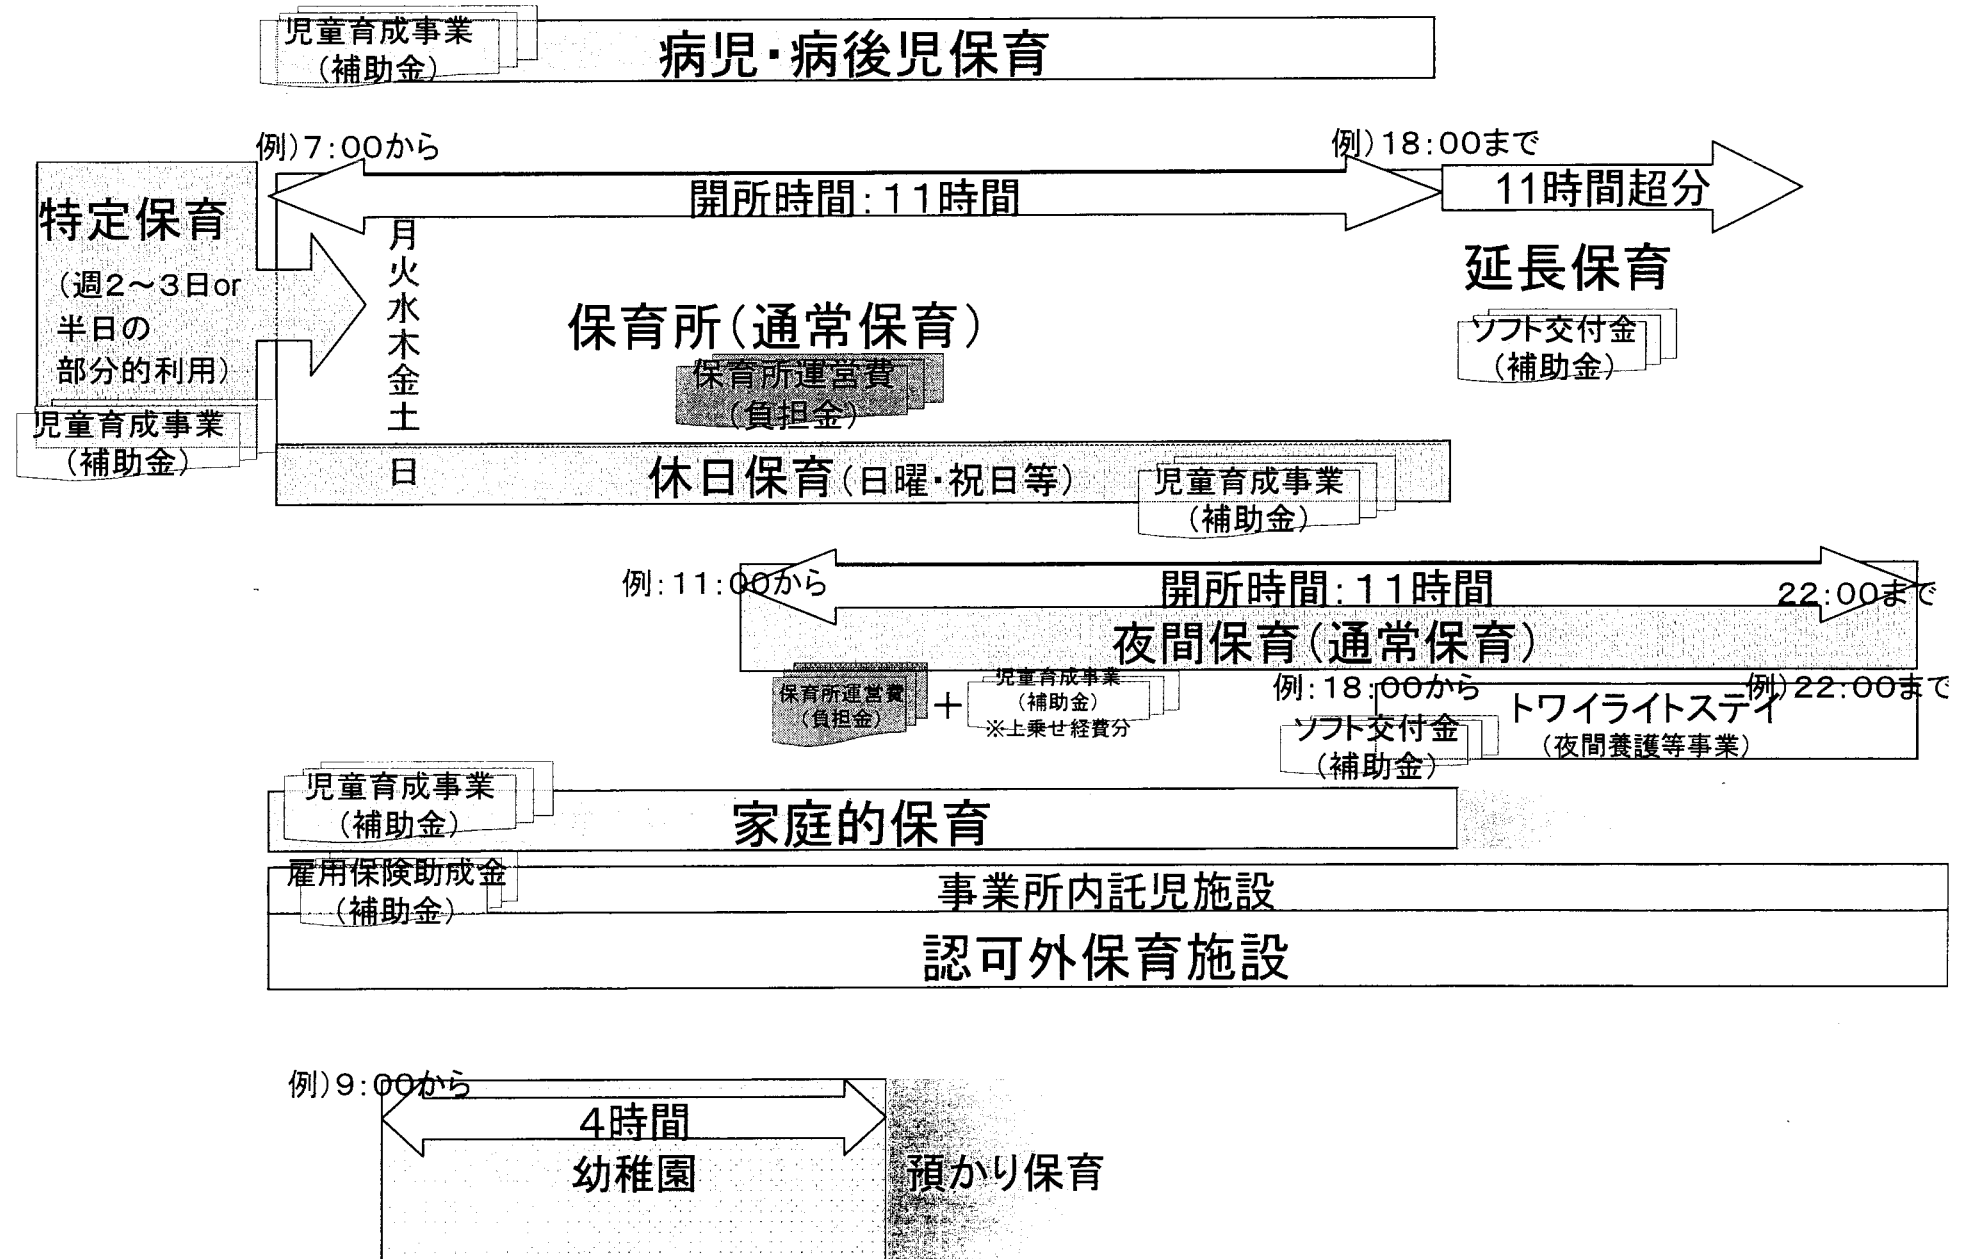 児童育成事業
（補助金）
病児・病後児保育
例）7：00から
例）18：00まで
開所時間：11時間
11時間超分
特定保育
（週2～3日or
半日の
部分的利用）
児童育成事業
（補助金）
月
火
水
木
金
土
日
保育所（通常保育）
保育所運営費
（負担金）
延長保育
ソフト交付金
（補助金）
休日保育（日曜・祝日等）
児童育成事業
（補助金）
例：11：00から
開所時間：11時間
22：00まで
夜間保育（通常保育）
保育所運営費
（負担金）
＋
児童育成事業
（補助金）
※上乗せ経費分
例：18：00から
例）22：00まで
トワイライトステイ
（夜間養護等事業）
ソフト交付金
（補助金）
児童育成事業
（補助金）
家庭的保育
雇用保険助成金
（補助金）
事業所内託児施設
認可外保育施設
例）9：00から
4時間
幼稚園
預かり保育